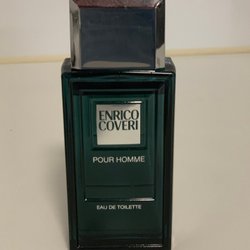 ENRICO
COVERI
POUR HOMME
EAU DE TOILETTE